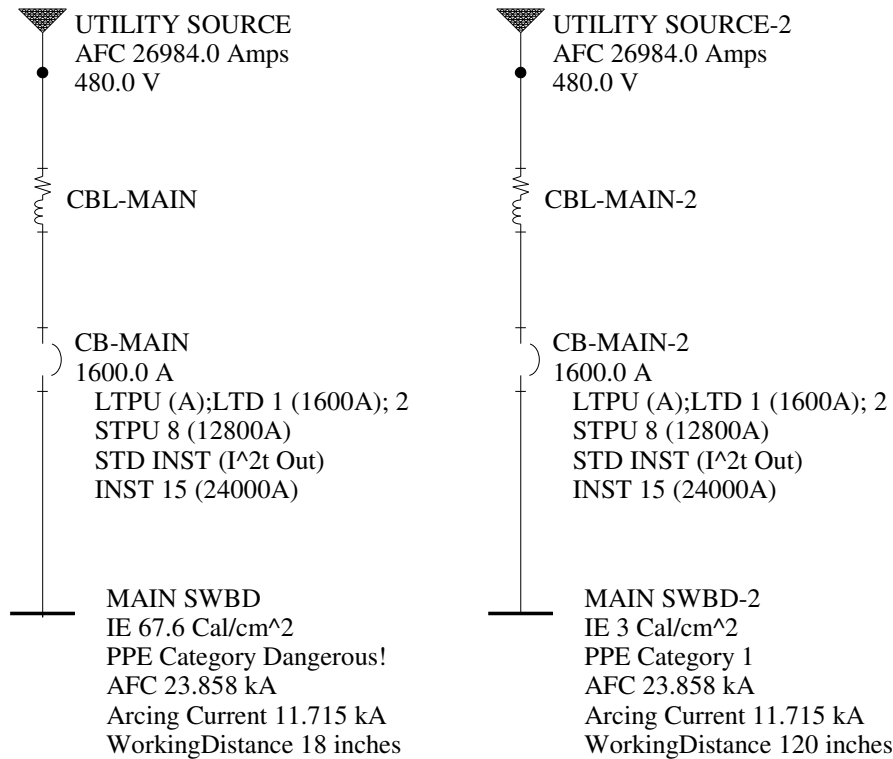 UTILITY SOURCE
AFC 26984.0 Amps
480.0 V
CBL-MAIN
CB-MAIN
1600.0 A
LTPU (A);LTD 1 (1600A); 2
STPU 8 (12800A)
STD INST (I^2t Out)
INST 15 (24000A)
MAIN SWBD
IE 67.6 Cal/cm^2
PPE Category Dangerous!
AFC 23.858 kA
Arcing Current 11.715 kA
WorkingDistance 18 inches
UTILITY SOURCE-2
AFC 26984.0 Amps
480.0 V
CBL-MAIN-2
CB-MAIN-2
1600.0 A
LTPU (A);LTD 1 (1600A); 2
STPU 8 (12800A)
STD INST (I^2t Out)
INST 15 (24000A)
MAIN SWBD-2
IE 3 Cal/cm^2
PPE Category 1
AFC 23.858 kA
Arcing Current 11.715 kA
WorkingDistance 120 inches